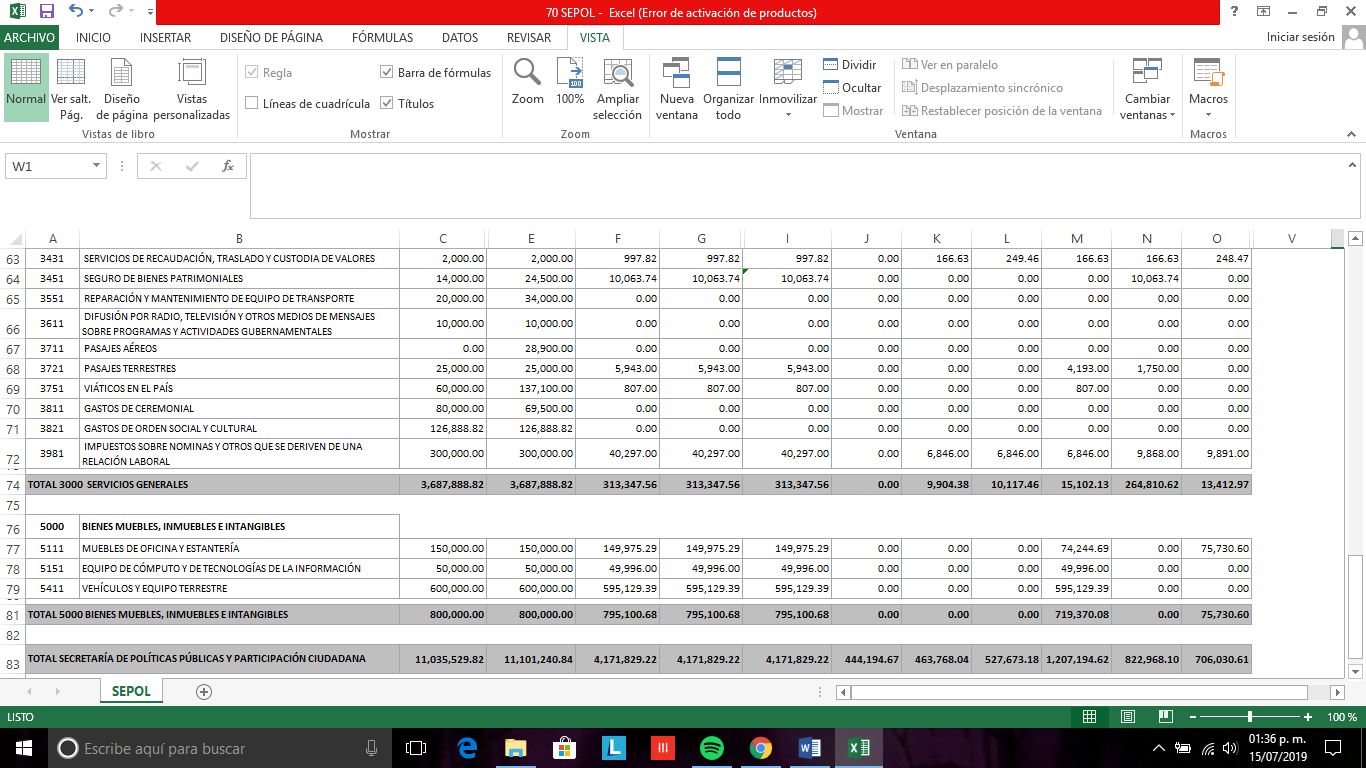 70 SEPOL - Excel (Error de activación de productos)
ARCHIVO INICIO INSERTAR DISEÑO DE PÁGINA FÓRMULAS DATOS REVISAR VISTA Iniciar sesión
Normal Ver salt. Pág. Diseño de página Vistas personalizadas
Vistas de libro
Regla Barra de fórmulas
Líneas de cuadrícula Títulos
Mostrar
Zoom 100% Ampliar selección
Zoom
Nueva ventana Organizar todo Inmovilizar
Dividir
Ocultar
Mostrar
Ver en paralelo
Desplazamiento sincrónico
Restablecer posición de la ventana
Ventana
Cambiar ventanas
Macros
Macros
W1 fx
A B C E F G I J K L M N O V
63 3431 SERVICIOS DE RECAUDACIÓN, TRASLADO Y CUSTODIA DE VALORES 2,000.00 2,000.00 997.82 997.82 997.82 0.00 166.63 249.46 166.63 166.63 248.47
64 3451 SEGURO DE BIENES PATRIMONIALES 14,000.00 24,500.00 10,063.74 10,063.74 10,063.74 0.00 0.00 0.00 0.00 10,063.74 0.00
65 3551 REPARACIÓN Y MANTENIMIENTO DE EQUIPO DE TRANSPORTE 20,000.00 34,000.00 0.00 0.00 0.00 0.00 0.00 0.00 0.00 0.00 0.00
66 3611 DIFUSIÓN POR RADIO, TELEVISIÓN Y OTROS MEDIOS DE MENSAJES
SOBRE PROGRAMAS Y ACTIVIDADES GUBERNAMENTALES 10,000.00 10,000.00 0.00 0.00 0.00 0.00 0.00 0.00 0.00 0.00 0.00
67 3711 PASAJES AÉREOS 0.00 28,900.00 0.00 0.00 0.00 0.00 0.00 0.00 0.00 0.00 0.00
68 3721 PASAJES TERRESTRES 25,000.00 25,000.00 5,943.00 5,943.00 5,943.00 0.00 0.00 0.00 4,193.00 1,750.00 0.00
69 3751 VIÁTICOS EN EL PAÍS 60,000.00 137,100.00 807.00 807.00 807.00 0.00 0.00 0.00 807.00 0.00 0.00
70 3811 GASTOS DE CEREMONIAL 80,000.00 69,500.00 0.00 0.00 0.00 0.00 0.00 0.00 0.00 0.00 0.00
71 3821 GASTOS DE ORDEN SOCIAL Y CULTURAL 126,888.82 126,888.82 0.00 0.00 0.00 0.00 0.00 0.00 0.00 0.00 0.00
72 3981 IMPUESTOS SOBRE NOMINAS Y OTROS QUE SE DERIVEN DE UNA
RELACIÓN LABORAL 300,000.00 300,000.00 40,297.00 40,297.00 40,297.00 0.00 6,846.00 6,846.00 6,846.00 9,868.00 9,891.00
74 TOTAL 3000 SERVICIOS GENERALES 3,687,888.82 3,687,888.82 313,347.56 313,347.56 313,347.56 0.00 9,904.38 10,117.46 15,102.13 264,810.62 13,412.97
75
76 5000 BIENES MUEBLES, INMUEBLES E INTANGIBLES
77 5111 MUEBLES DE OFICINA Y ESTANTERÍA 150,000.00 150,000.00 149,975.29 149,975.29 149,975.29 0.00 0.00 0.00 74,244.69 0.00 75,730.60
78 5151 EQUIPO DE CÓMPUTO Y DE TECNOLOGÍAS DE LA INFORMACIÓN 50,000.00 50,000.00 49,996.00 49,996.00 49,996.00 0.00 0.00 0.00 49,996.00 0.00 0.00
79 5411 VEHÍCULOS Y EQUIPO TERRESTRE 600,000.00 600,000.00 595,129.39 595,129.39 595,129.39 0.00 0.00 0.00 595,129.39 0.00 0.00
81 TOTAL 5000 BIENES MUEBLES, INMUEBLES E INTANGIBLES 800,000.00 800,000.00 795,100.68 795,100.68 795,100.68 0.00 0.00 0.00 719,370.08 0.00 75,730.60
82
83 TOTAL SECRETARÍA DE POLÍTICAS PÚBLICAS Y PARTICIPACIÓN CIUDADANA 11,035,529.82 11,101,240.84 4,171,829.22 4,171,829.22 4,171,829.22 444,194.67 463,768.04 527,673.18 1,207,194.62 822,968.10 706,030.61
SEPOL
LISTO 100 %
Escribe aquí para buscar
01:36 p. m.
15/07/2019